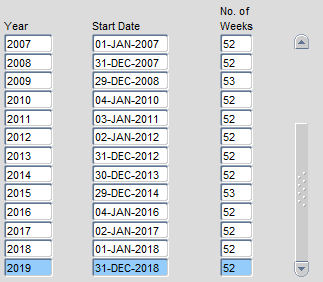 No. of
Year Start Date Weeks
2007 01-JAN-2007 52
2008 31-DEC-2007 52
2009 29-DEC-2008 53
2010 04-JAN-2010 52
2011 03-JAN-2011 52
2012 02-JAN-2012 52
2013 31-DEC-2012 52
2014 30-DEC-2013 52
2015 29-DEC-2014 53
2016 04-JAN-2016 52
2017 02-JAN-2017 52
2018 01-JAN-2018 52
2019 31-DEC-2018 52